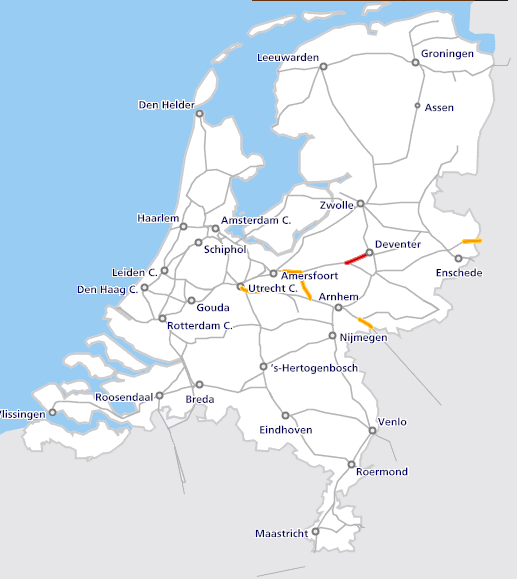 Leeuwarden
Groningen
Den Helder
Assen
Zwolle
Haarlem
Amsterdam C.
Schiphol
Deventer
Enschede
Leiden C.
Amersfoort
Den Haag C.
Utrecht C.
Arnhem
Gouda
Rotterdam C.
Nijmegen
's-Hertogenbosch
Roosendaal
Breda
Vlissingen
Eindhoven
Venlo
Roermond
Maastricht